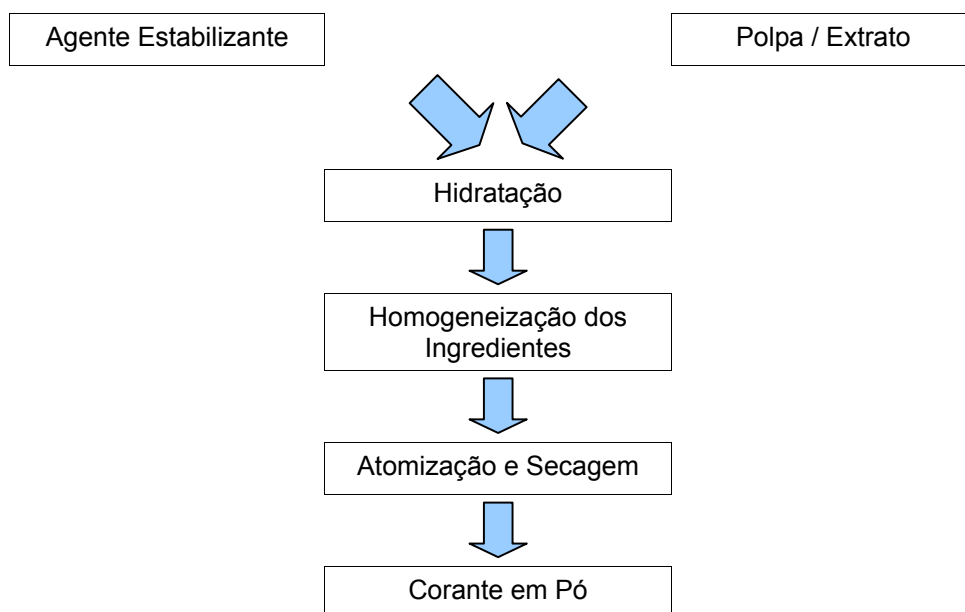 Agente Estabilizante
Polpa / Extrato
Hidratação
Homogeneização dos
Ingredientes
Atomização e Secagem
Corante em Pó